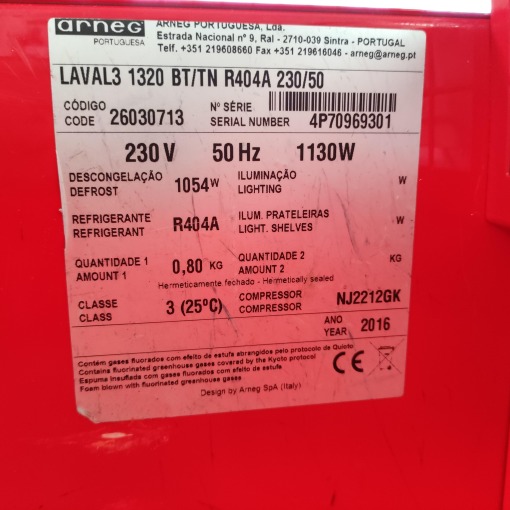 arneg
PORTUGUESA
ARNEG PORTUGUESA, Lda.
Estrada Nacional nº 9, Ral - 2710-039 Sintra - PORTUGAL
Telf. +351 219608660 Fax +351 219616046 - arneg@arneg.pt
LAVAL3 1320 BT/TN R404A 230/50
CÓDIGO
CODE 26030713
Nº SÉRIE
SERIAL NUMBER 4P70969301
230 V 50 Hz 1130W
DESCONGELAÇÃO
DEFROST 1054W
ILUMINAÇÃO
LIGHTING W
REFRIGERANTE
REFRIGERANT R404A
ILUM. PRATELEIRAS
LIGHT. SHELVES W
QUANTIDADE 1
AMOUNT 1 0,80 KG
QUANTIDADE 2
AMOUNT 2 KG
Hermeticamente fechado - Hermetically sealed
CLASSE
CLASS 3 (25ºC)
COMPRESSOR
COMPRESSOR NJ2212GK
ANO
YEAR 2016
Contém gases fluorados com efeito de estufa abrangidos pelo protocolo de Quioto
Contains fluorinated greenhouse gases covered by the Kyoto protocol
Espuma insuflada com gases fluorados com efeito de estufa
Foam blown with fluorinated greenhouse gases
CE
Design by Arneg SpA (Italy)